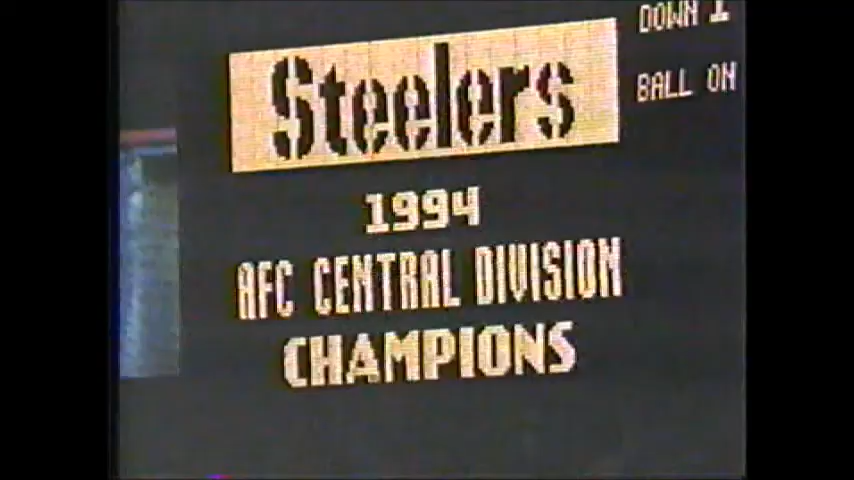 Steelers
DOWN 1
BALL ON
1994
AFC CENTRAL DIVISION
CHAMPIONS